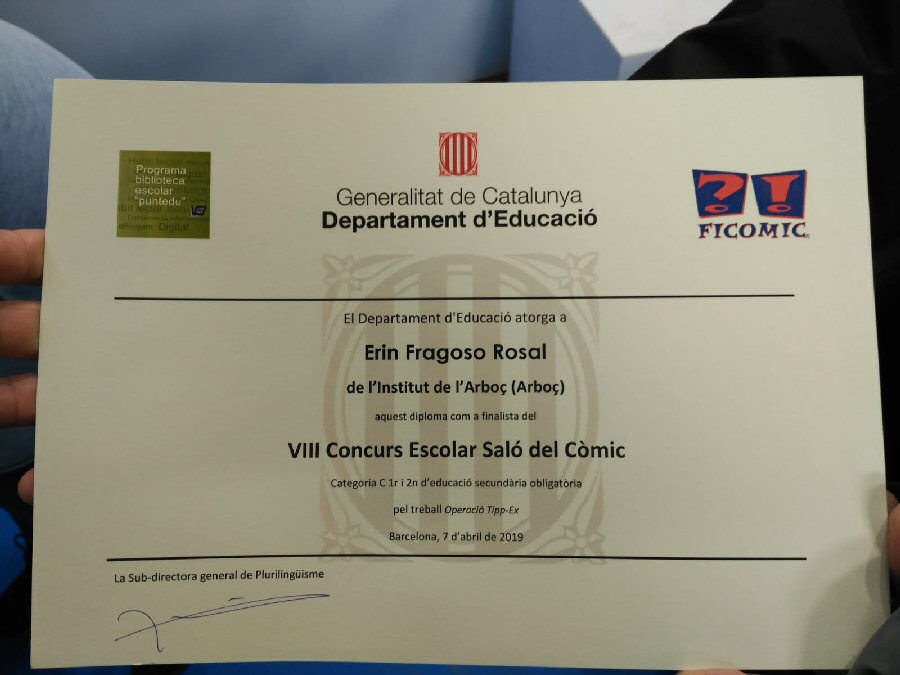 Programa
biblioteca
escolar
"puntedu"
Digital
Generalitat de Catalunya
Departament d'Educació
?!
FICOMIC
El Departament d'Educació atorga a
Erin Fragoso Rosal
de l'Institut de l'Arboç (Arboç)
aquest diploma com a finalista del
VIII Concurs Escolar Saló del Còmic
Categoria C 1r i 2n d'educació secundària obligatòria
pel treball Operació Tipp-Ex
Barcelona, 7 d'abril de 2019
La Sub-directora general de Plurilingüisme